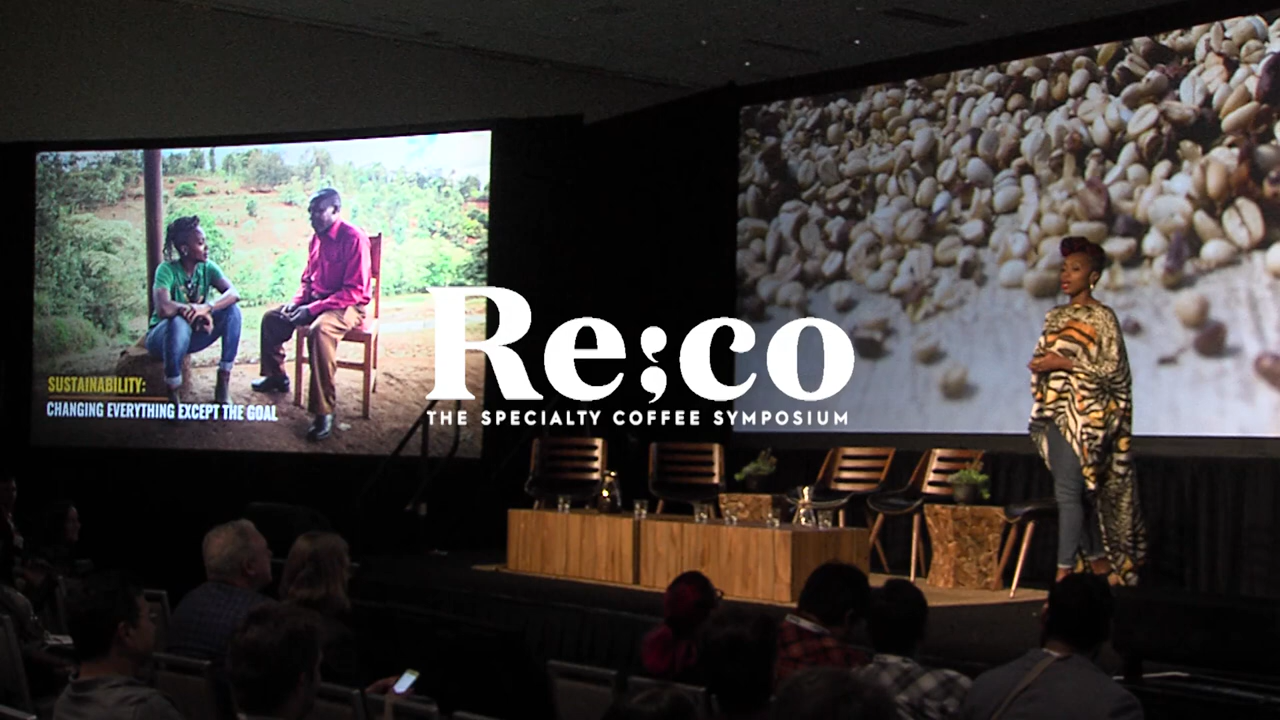 SUSTAINABILITY:
CHANGING EVERYTHING EXCEPT THE GOAL
Re;co
THE SPECIALTY COFFEE SYMPOSIUM